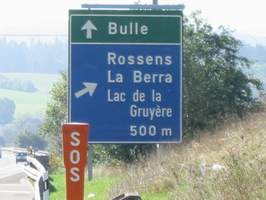 Bulle
Rossens
La Berra
Lac de la
Gruyère
500 m
SOS